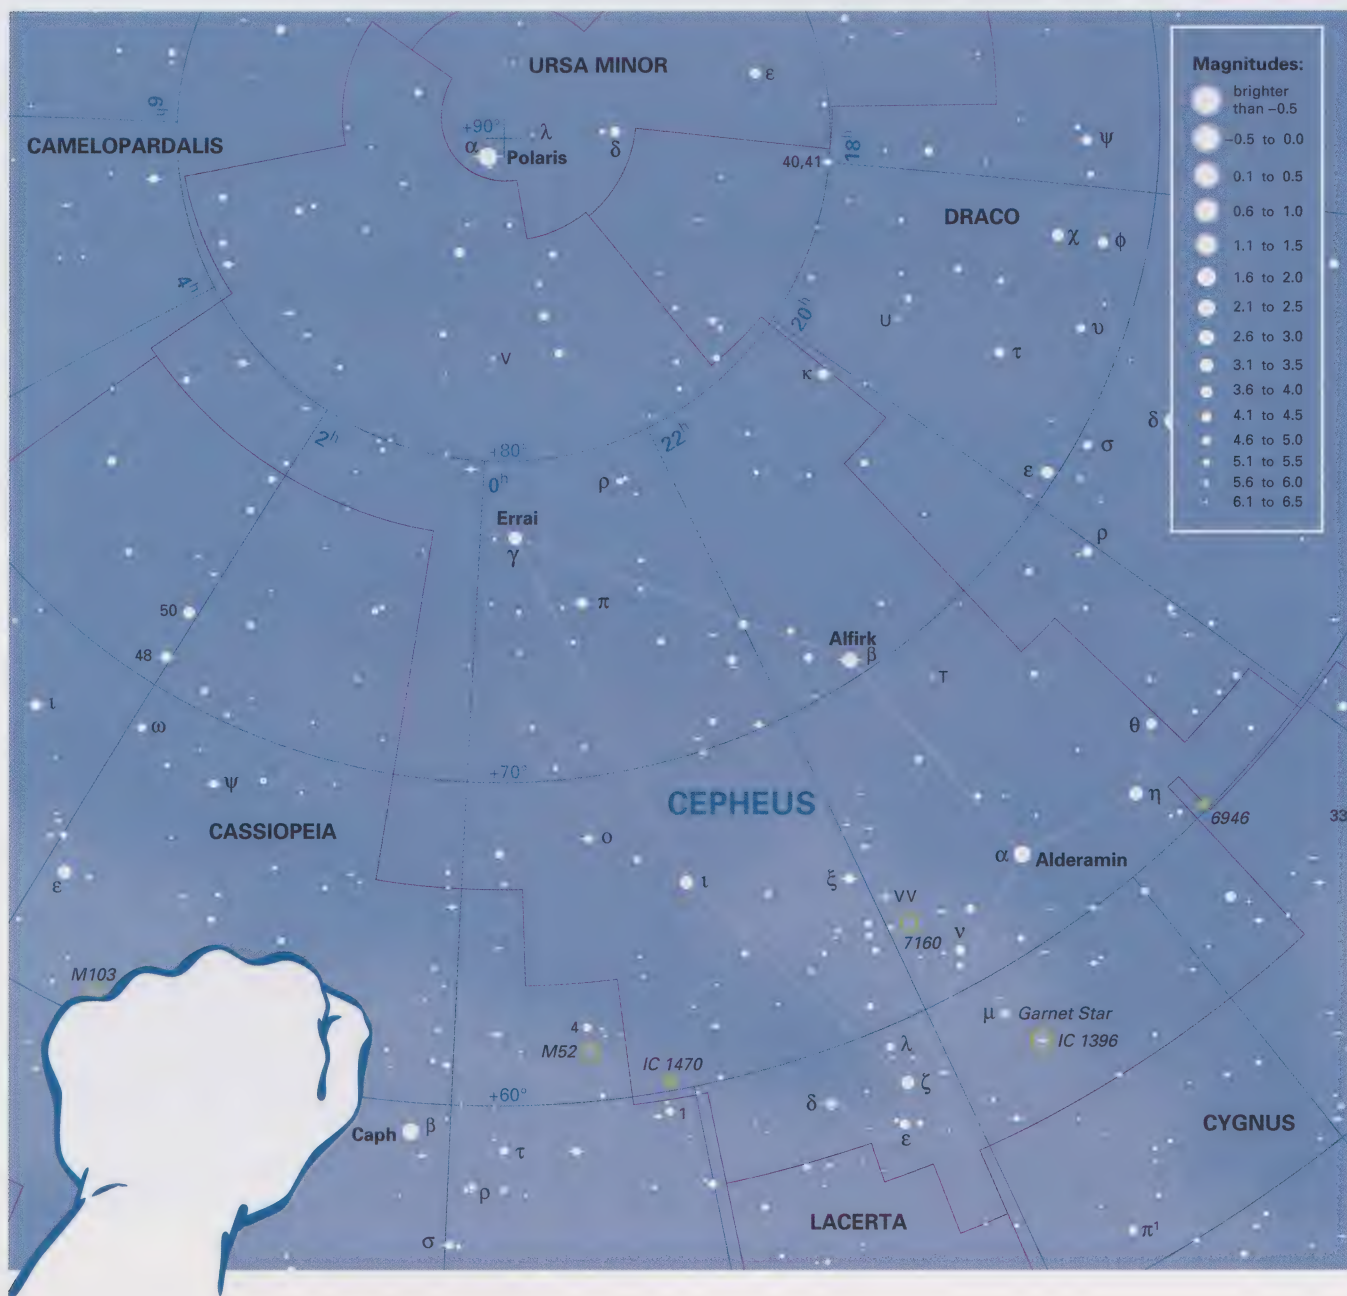 URSA MINOR
ε
Magnitudes:
brighter
than –0.5
–0.5 to 0.0
0.1 to 0.5
0.6 to 1.0
1.1 to 1.5
1.6 to 2.0
2.1 to 2.5
2.6 to 3.0
3.1 to 3.5
3.6 to 4.0
4.1 to 4.5
4.6 to 5.0
5.1 to 5.5
5.6 to 6.0
6.1 to 6.5
6h
CAMELOPARDALIS
+90°
λ
α Polaris
δ
40,41
18h
ψ
DRACO
χ
φ
4h
20h
U
υ
V
τ
κ
2h
22h
δ
+80°
0h
ρ
σ
ε
Errai
γ
ρ
π
50
48
Alfirk
β
T
ι
ω
θ
+70°
ψ
η
CEPHEUS
6946
33
CASSIOPEIA
ο
α Alderamin
ε
ι
ξ
VV
7160
ν
M103
μ Garnet Star
4
M52
IC 1396
IC 1470
λ
ζ
+60°
δ
1
ε
Caph β
τ
CYGNUS
ρ
LACERTA
π¹
σ